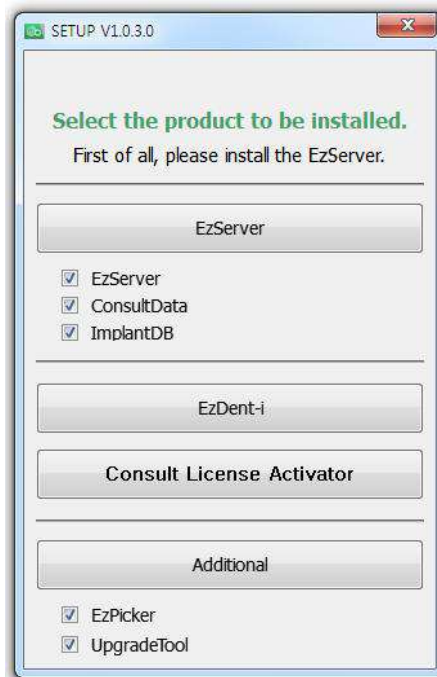 SETUP V1.0.3.0
Select the product to be installed.
First of all, please install the EzServer.
EzServer
EzServer
ConsultData
ImplantDB
EzDent-i
Consult License Activator
Additional
EzPicker
UpgradeTool